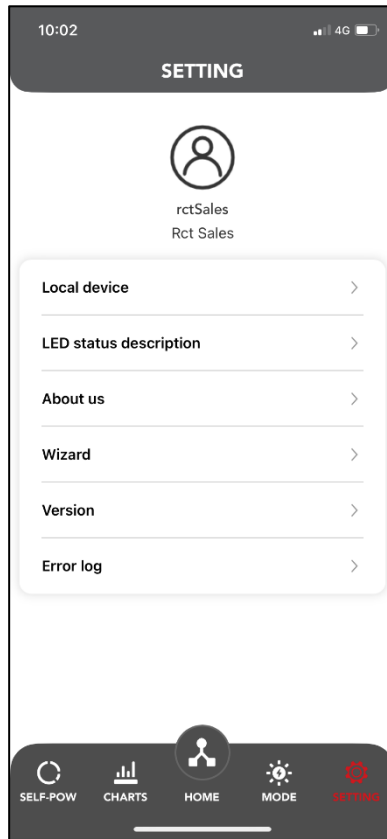 10:02
4G
SETTING
rctSales
Rct Sales
Local device
LED status description
About us
Wizard
Version
Error log
SELF-POW
CHARTS
HOME
MODE
SETTING